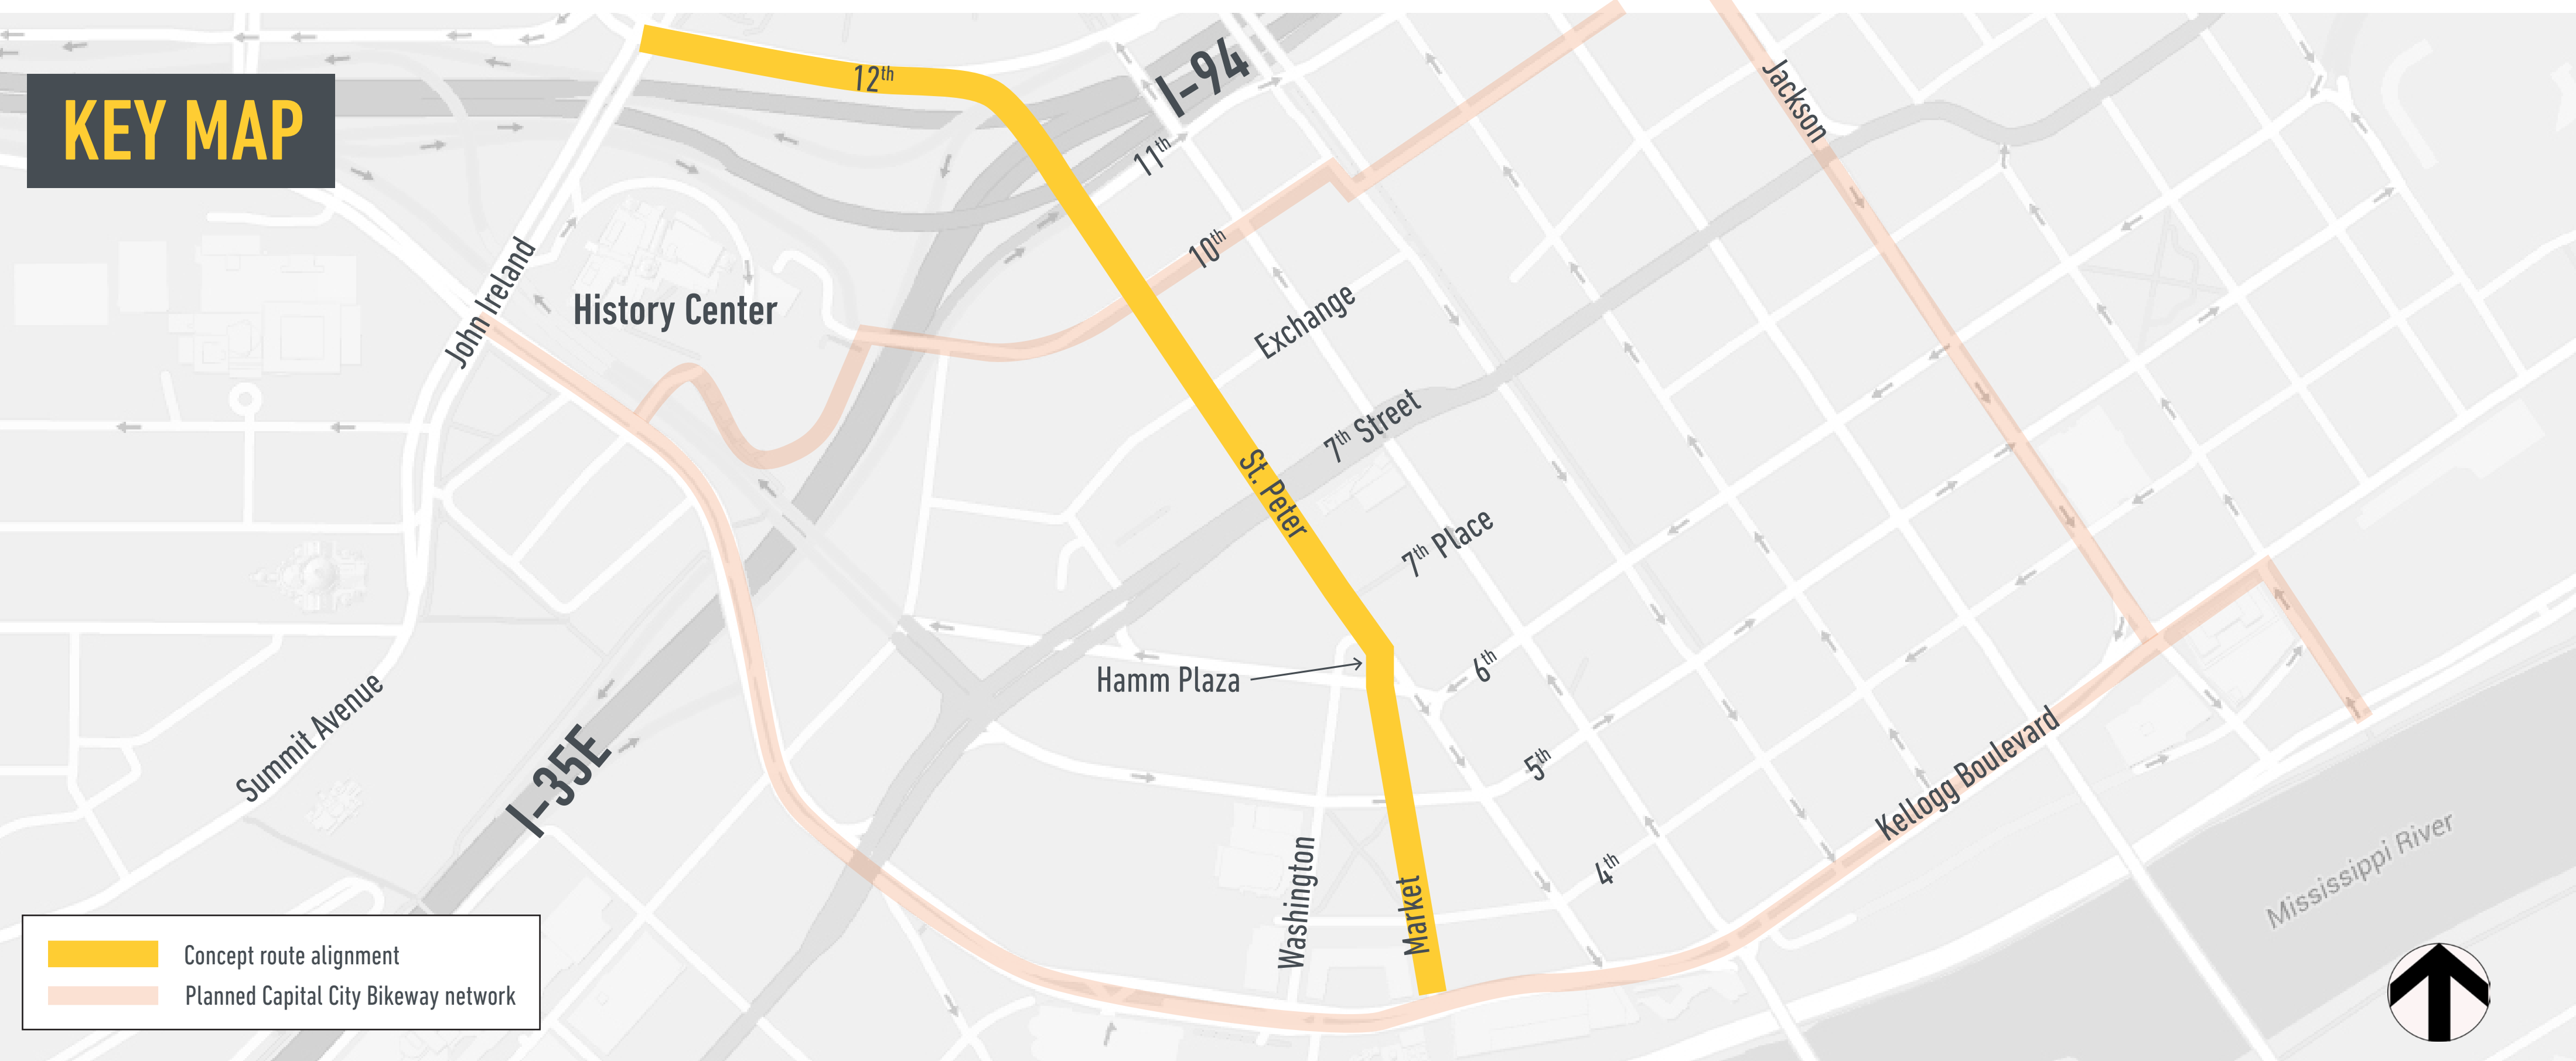 KEY MAP
12th
I-94
11th
Jackson
10th
John Ireland
History Center
Exchange
7th Street
St. Peter
7th Place
Hamm Plaza
6th
Summit Avenue
I-35E
5th
Kellogg Boulevard
4th
Washington
Market
Mississippi River
Concept route alignment
Planned Capital City Bikeway network